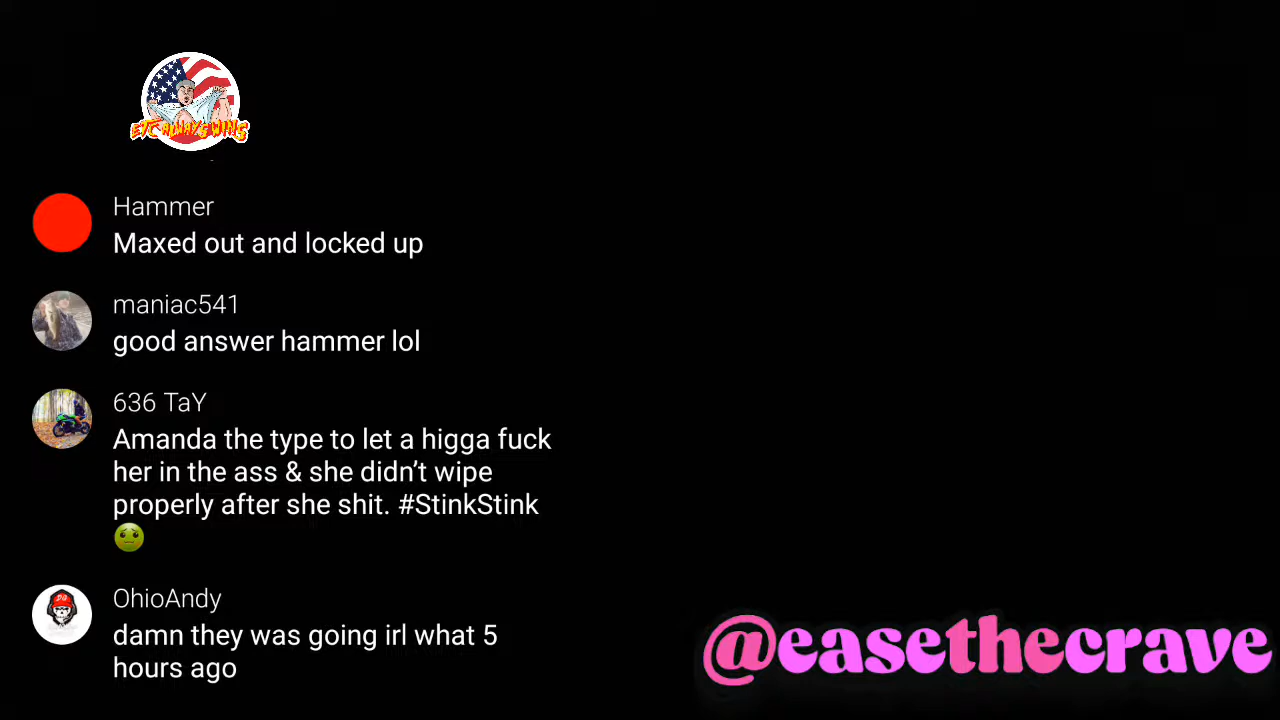 ETC ALWAYS WINS
Hammer
Maxed out and locked up
maniac541
good answer hammer lol
636 TaY
Amanda the type to let a higga fuck
her in the ass & she didn’t wipe
properly after she shit. #StinkStink
🤢
OhioAndy
damn they was going irl what 5
hours ago
@easethecrave